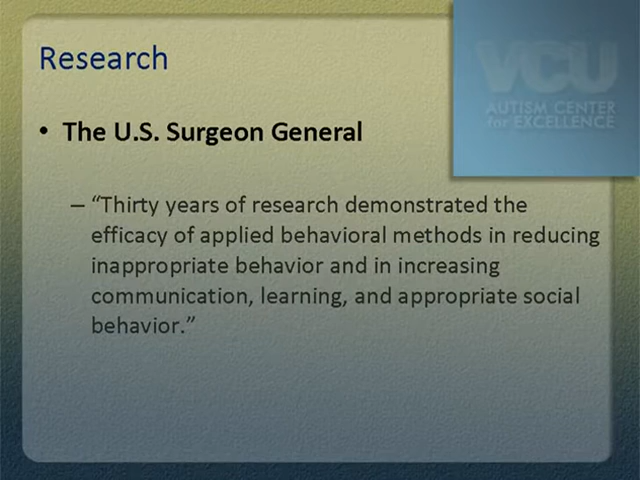 Research
VCU
AUTISM CENTER
for EXCELLENCE
• The U.S. Surgeon General
– “Thirty years of research demonstrated the
efficacy of applied behavioral methods in reducing
inappropriate behavior and in increasing
communication, learning, and appropriate social
behavior.”